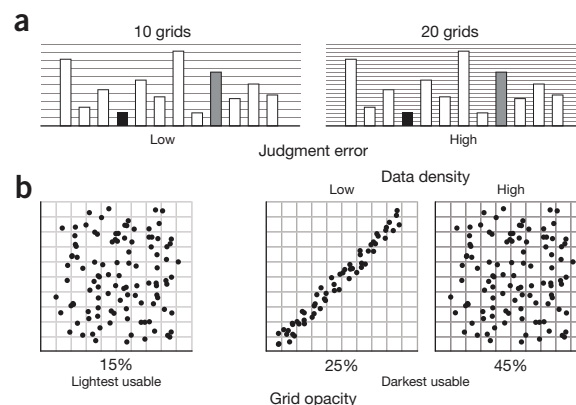 a
10 grids
20 grids
Low
High
Judgment error
b
Data density
Low
High
15%
25%
45%
Lightest usable
Darkest usable
Grid opacity